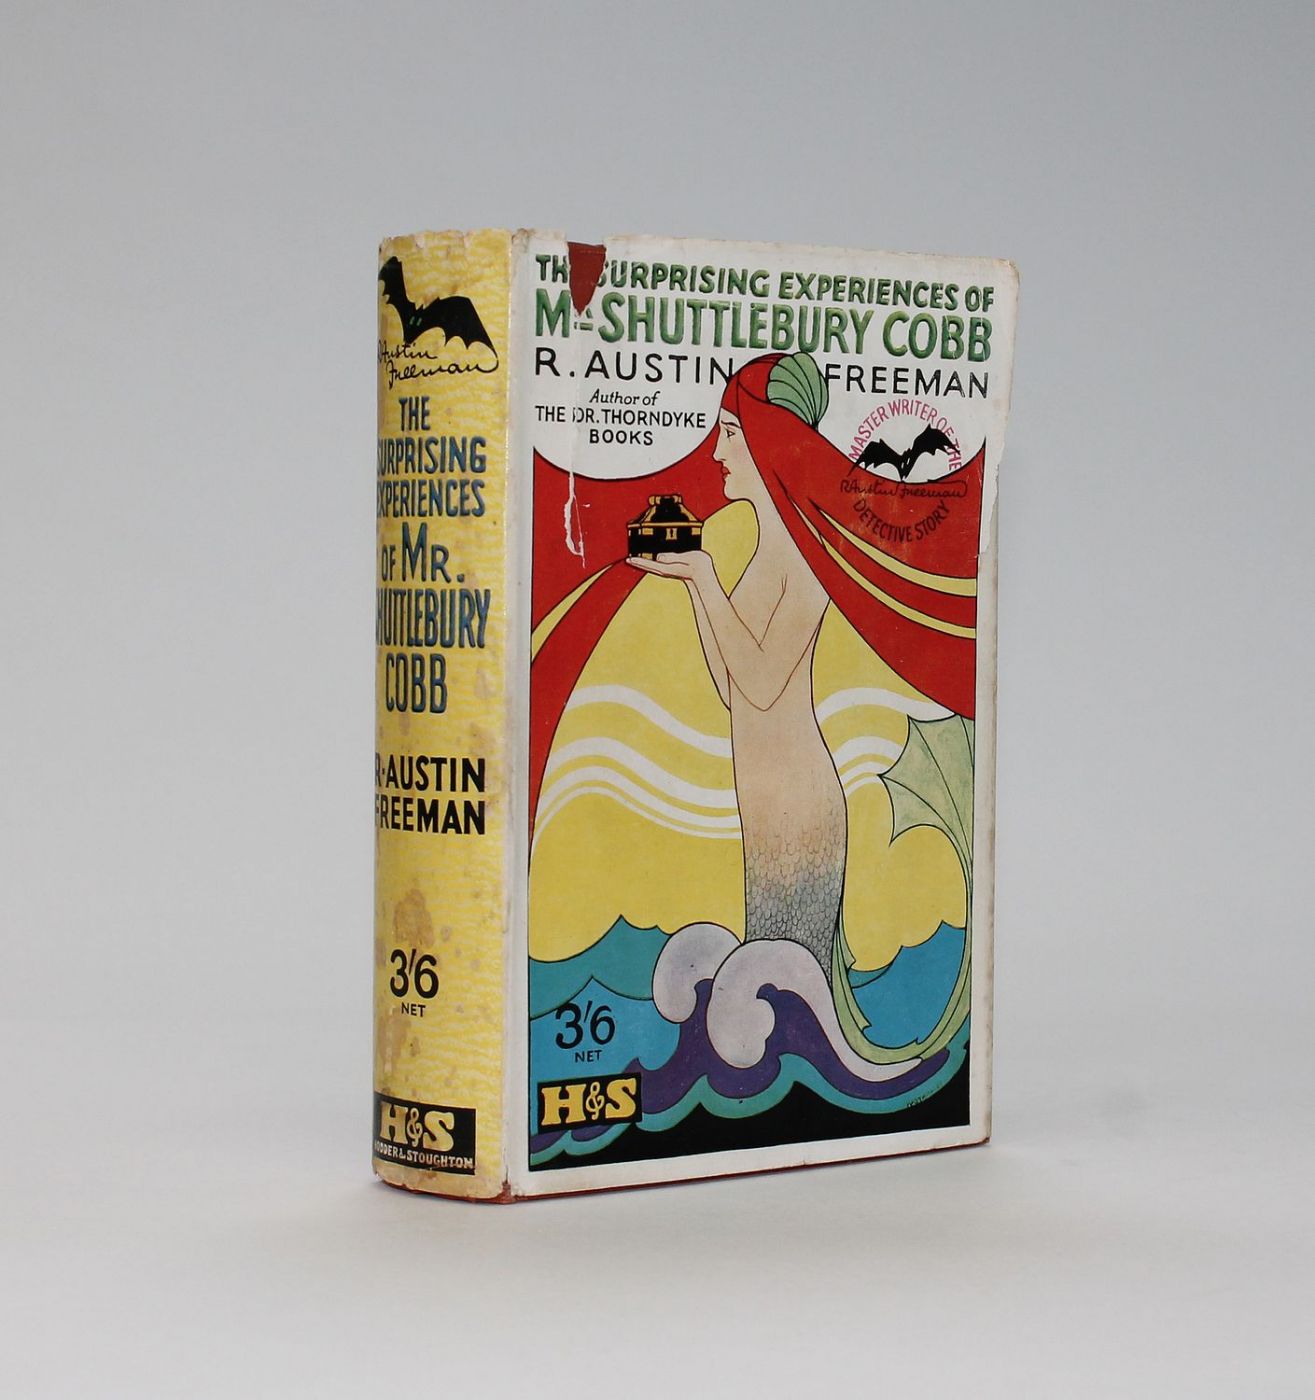 R. Austin
Freeman
THE
SURPRISING
EXPERIENCES
OF MR.
SHUTTLEBURY
COBB
R·AUSTIN
FREEMAN
3/6
NET
H&S
HODDER & STOUGHTON
THE SURPRISING EXPERIENCES OF
MR SHUTTLEBURY COBB
R. AUSTIN FREEMAN
Author of
THE DR. THORNDYKE
BOOKS
MASTER WRITER OF THE
R. Austin Freeman
DETECTIVE STORY
3/6
NET
H&S